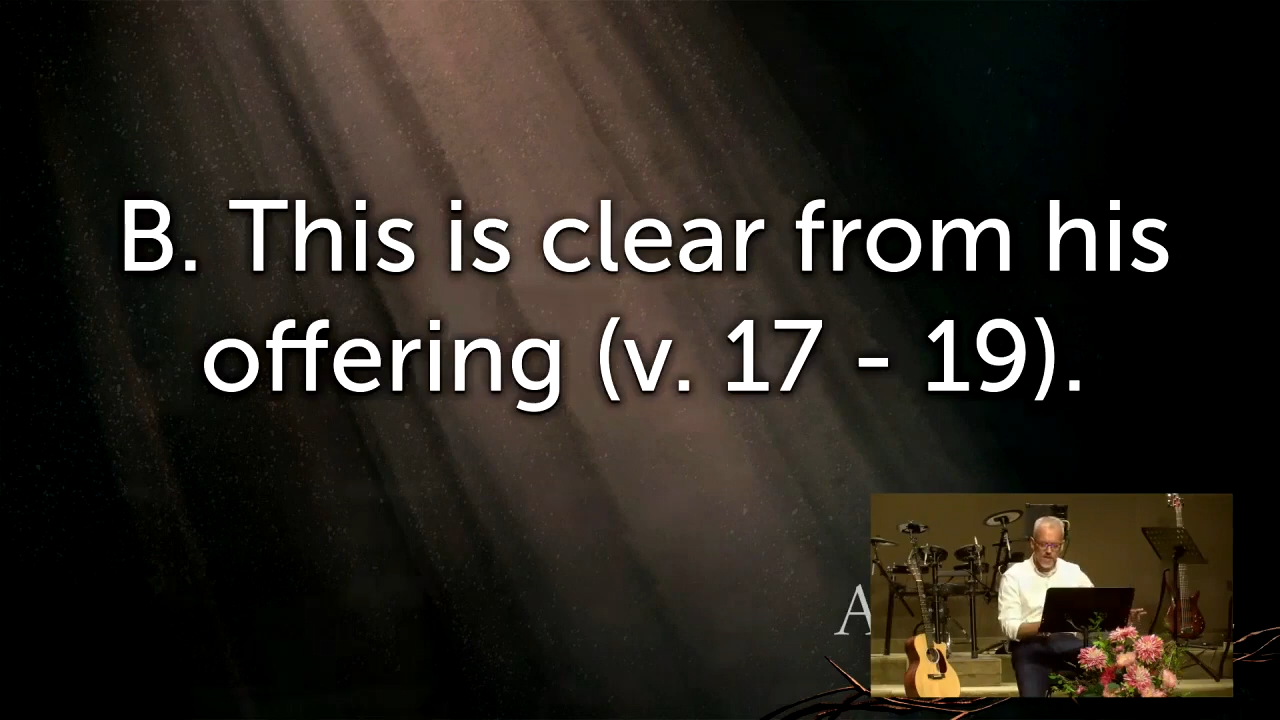 B. This is clear from his
offering (v. 17 - 19).
A